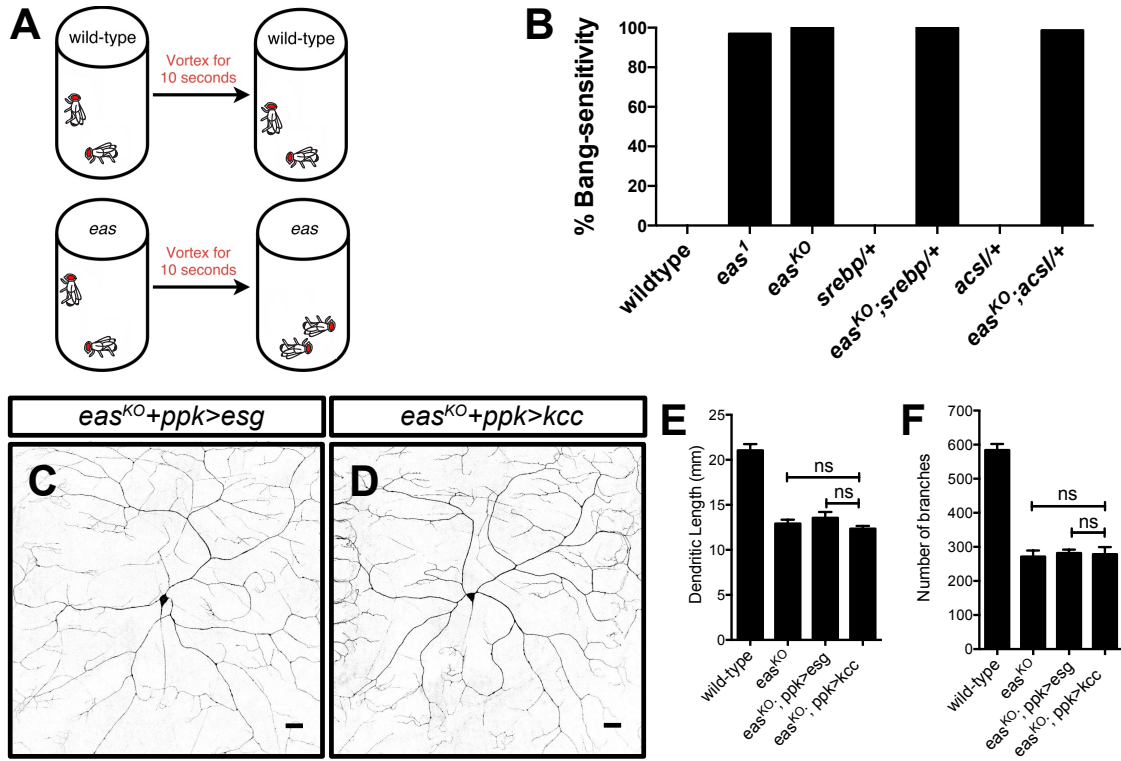 A
wild-type
Vortex for
10 seconds
wild-type
eas
Vortex for
10 seconds
eas
B
% Bang-sensitivity
100
80
60
40
20
0
wildtype
eas¹
easᴷᴼ
srebp/+
easᴷᴼ;srebp/+
acsl/+
easᴷᴼ;acsl/+
easᴷᴼ+ppk>esg
easᴷᴼ+ppk>kcc
C
D
E
Dendritic Length (mm)
25
20
15
10
5
0
ns
ns
wild-type
easᴷᴼ
easᴷᴼ; ppk>esg
easᴷᴼ; ppk>kcc
F
Number of branches
700
600
500
400
300
200
100
0
ns
ns
wild-type
easᴷᴼ
easᴷᴼ; ppk>esg
easᴷᴼ; ppk>kcc